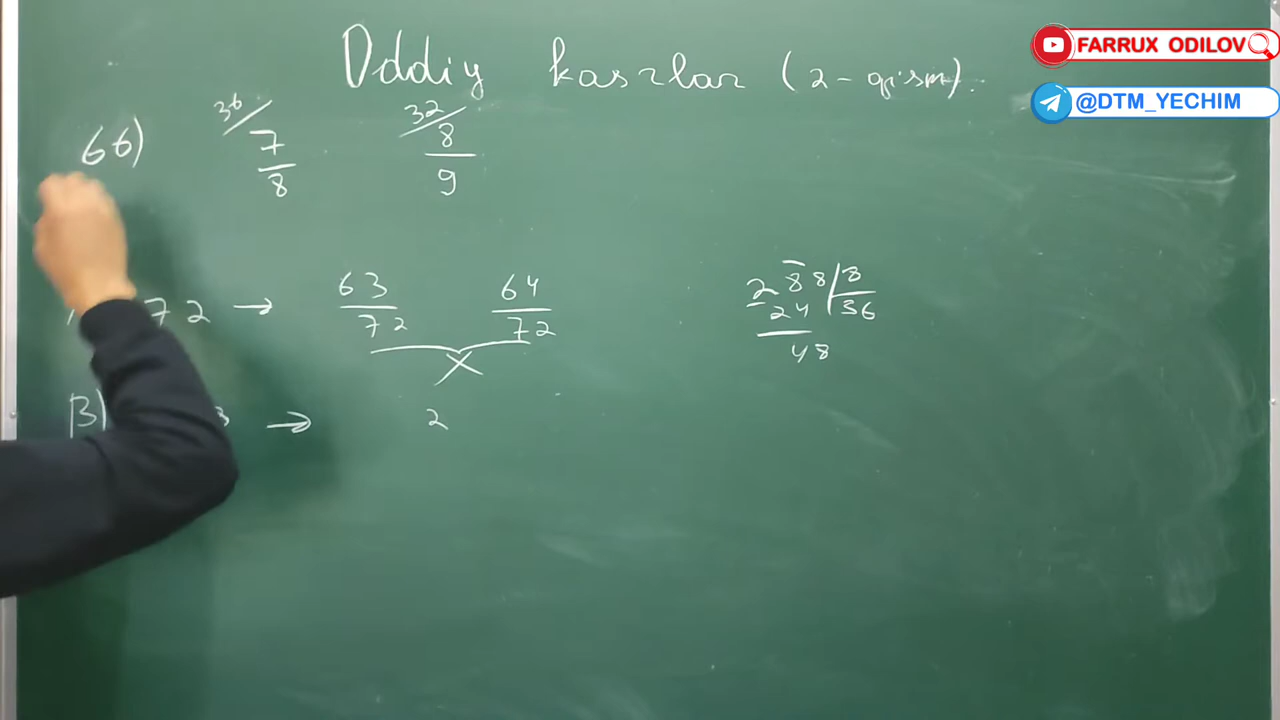 Oddiy kasrlar (2-qism).
FARRUX ODILOV
@DTM_YECHIM
66) 36/ 7/8 32/ 8/9
72 → 63/72 64/72
288 | 8
24 | 36
48
B) → 2